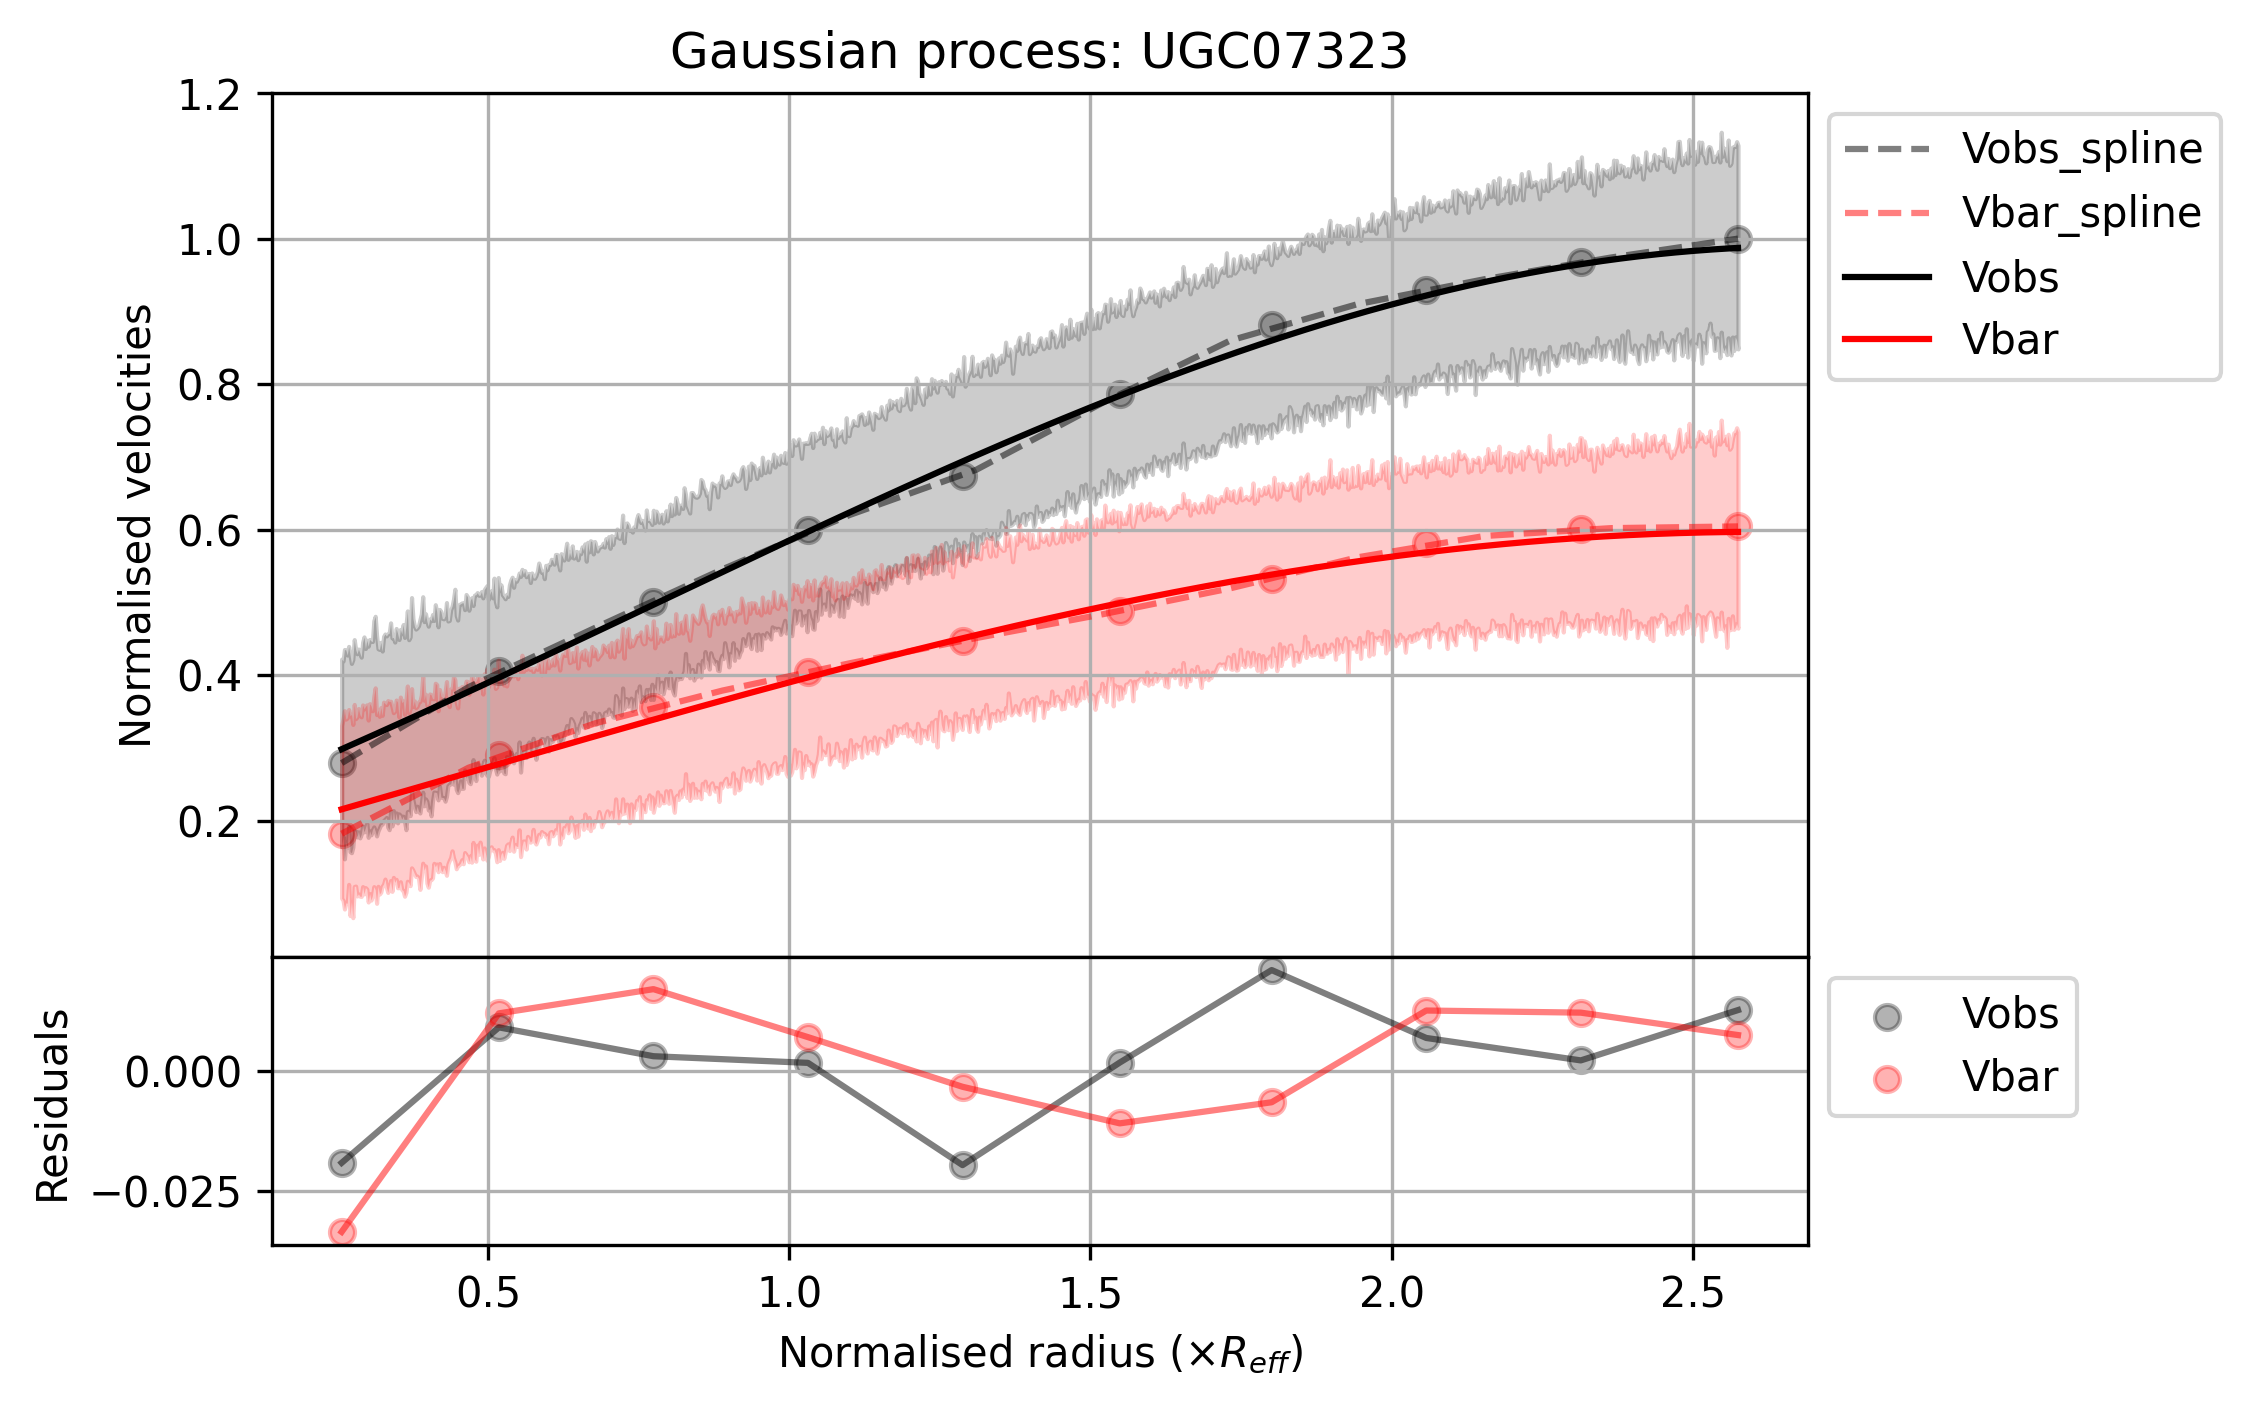 Gaussian process: UGC07323
1.2
1.0
0.8
0.6
0.4
0.2
Normalised velocities
Vobs_spline
Vbar_spline
Vobs
Vbar
0.000
−0.025
Residuals
Vobs
Vbar
0.5 1.0 1.5 2.0 2.5
Normalised radius (×R_eff)